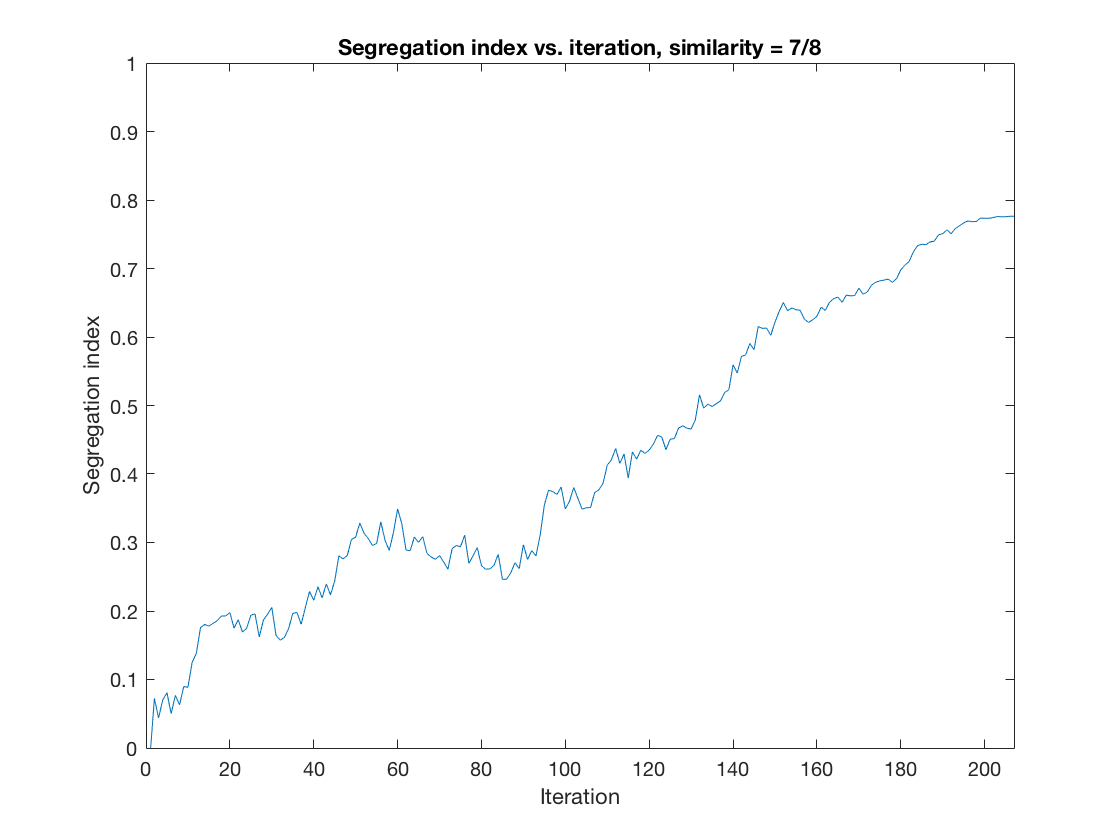 Segregation index vs. iteration, similarity = 7/8
1
0.9
0.8
0.7
0.6
0.5
0.4
0.3
0.2
0.1
0
Segregation index
0 20 40 60 80 100 120 140 160 180 200
Iteration